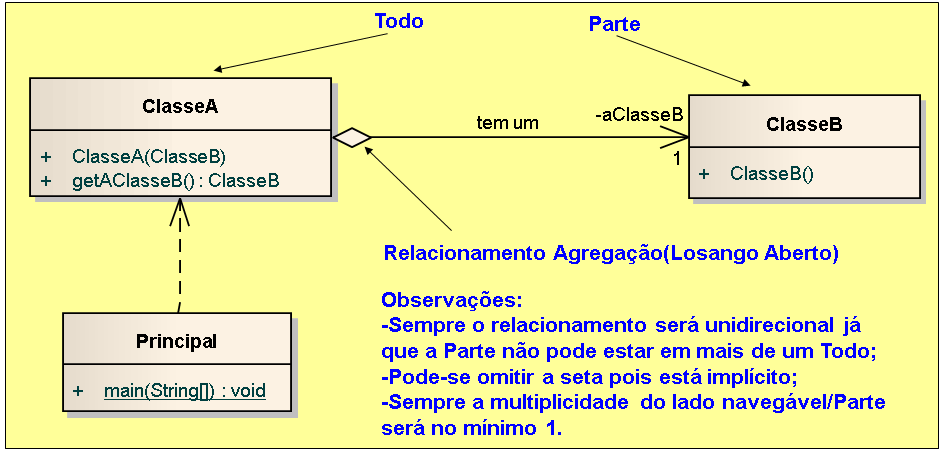 Todo
Parte
ClasseA
+ ClasseA(ClasseB)
+ getAClasseB() : ClasseB
tem um
-aClasseB
1
ClasseB
+ ClasseB()
Relacionamento Agregação(Losango Aberto)
Observações:
-Sempre o relacionamento será unidirecional já
que a Parte não pode estar em mais de um Todo;
-Pode-se omitir a seta pois está implícito;
-Sempre a multiplicidade do lado navegável/Parte
será no mínimo 1.
Principal
+ main(String[]) : void